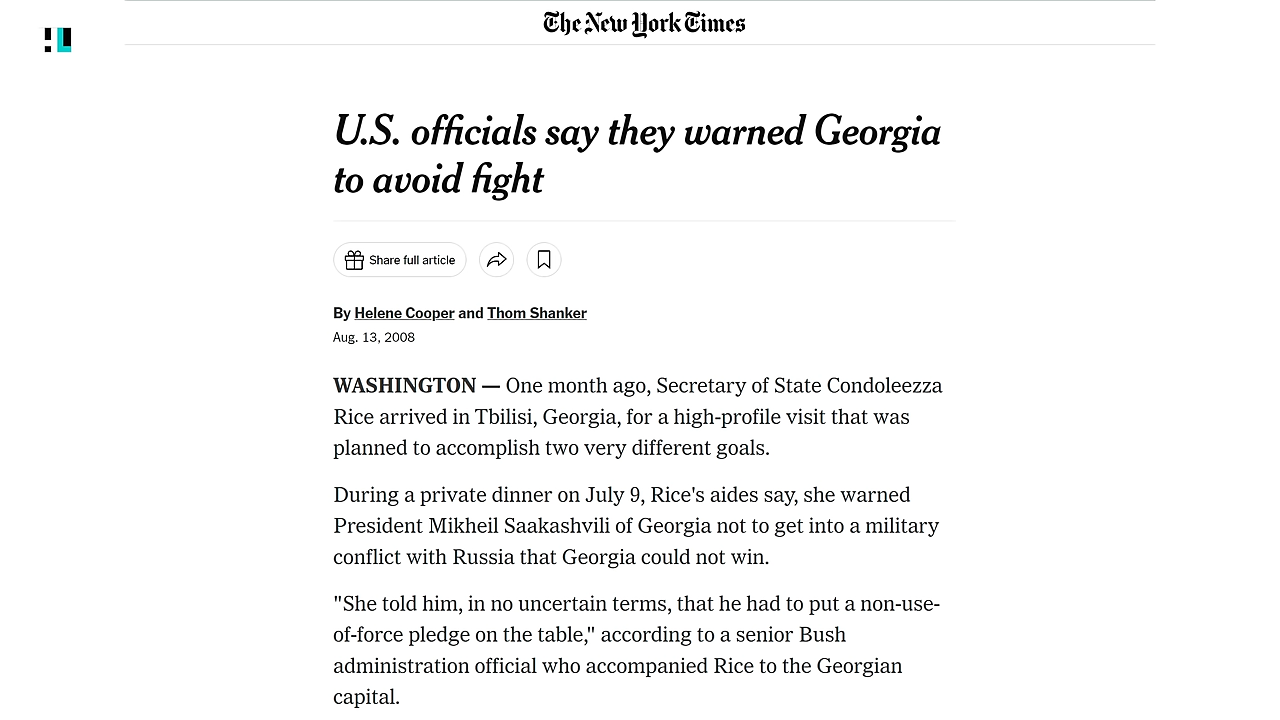 The New York Times
U.S. officials say they warned Georgia
to avoid fight
Share full article
By Helene Cooper and Thom Shanker
Aug. 13, 2008
WASHINGTON — One month ago, Secretary of State Condoleezza
Rice arrived in Tbilisi, Georgia, for a high-profile visit that was
planned to accomplish two very different goals.
During a private dinner on July 9, Rice's aides say, she warned
President Mikheil Saakashvili of Georgia not to get into a military
conflict with Russia that Georgia could not win.
"She told him, in no uncertain terms, that he had to put a non-use-
of-force pledge on the table," according to a senior Bush
administration official who accompanied Rice to the Georgian
capital.